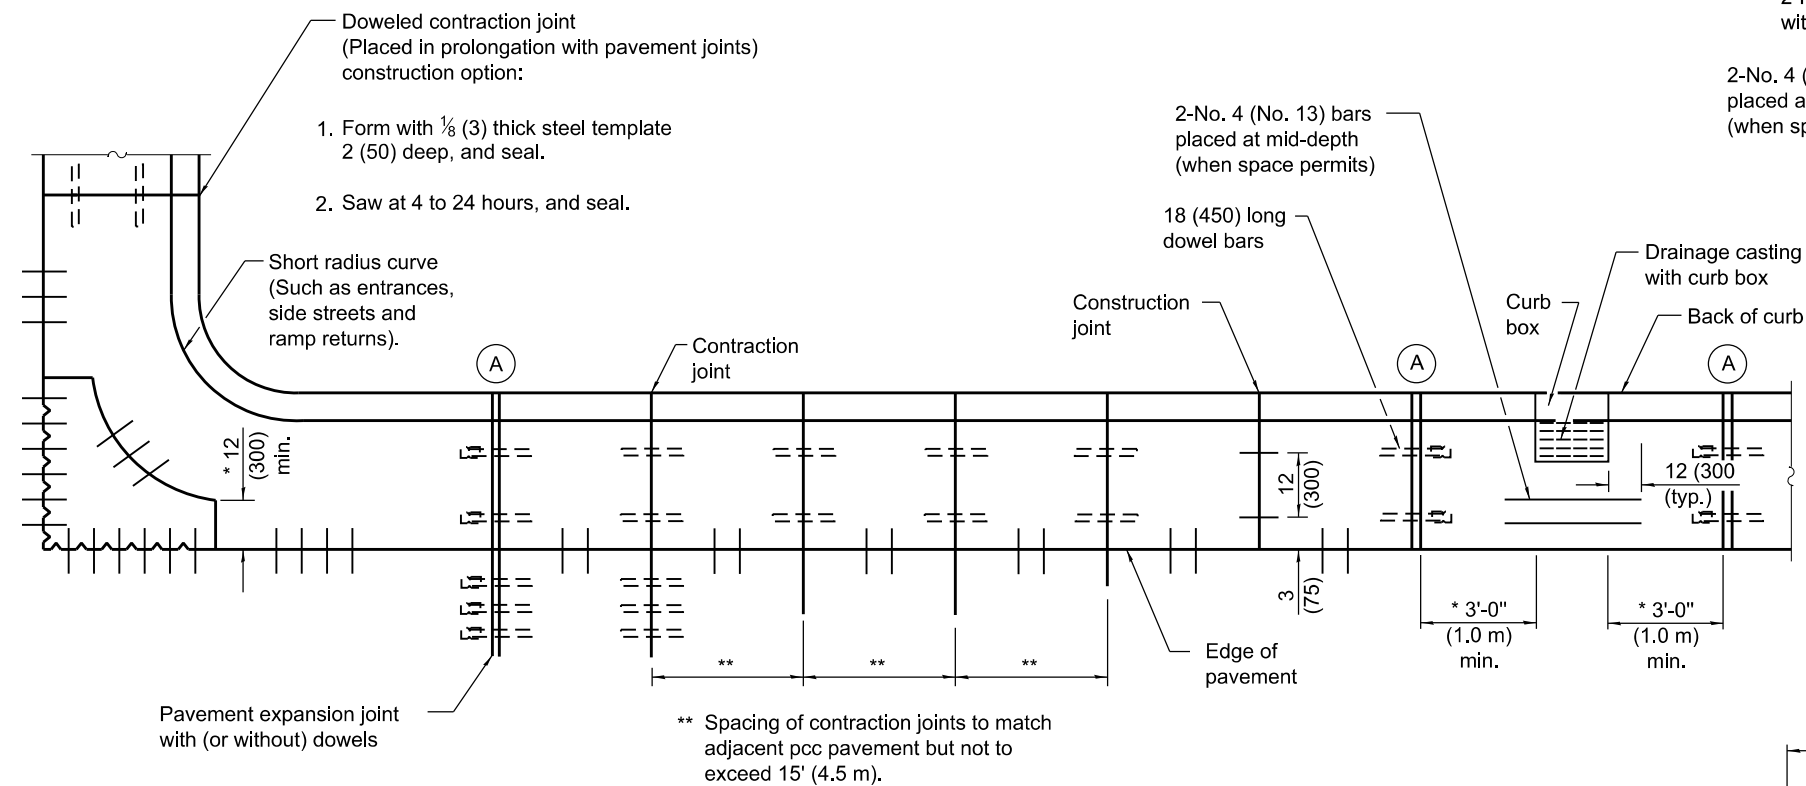 Doweled contraction joint
(Placed in prolongation with pavement joints)
construction option:
1. Form with ⅛ (3) thick steel template
2 (50) deep, and seal.
2. Saw at 4 to 24 hours, and seal.
Short radius curve
(Such as entrances,
side streets and
ramp returns).
* 12
(300)
min.
A
Contraction
joint
Construction
joint
2-No. 4 (No. 13) bars
placed at mid-depth
(when space permits)
18 (450) long
dowel bars
wit
2-No. 4 (
placed a
(when sp
Drainage casting
with curb box
Curb
box
Back of curb
A
A
12
(300)
12 (300
(typ.)
3
(75)
* 3'-0"
(1.0 m)
min.
* 3'-0"
(1.0 m)
min.
Edge of
pavement
**
**
**
Pavement expansion joint
with (or without) dowels
** Spacing of contraction joints to match
adjacent pcc pavement but not to
exceed 15' (4.5 m).